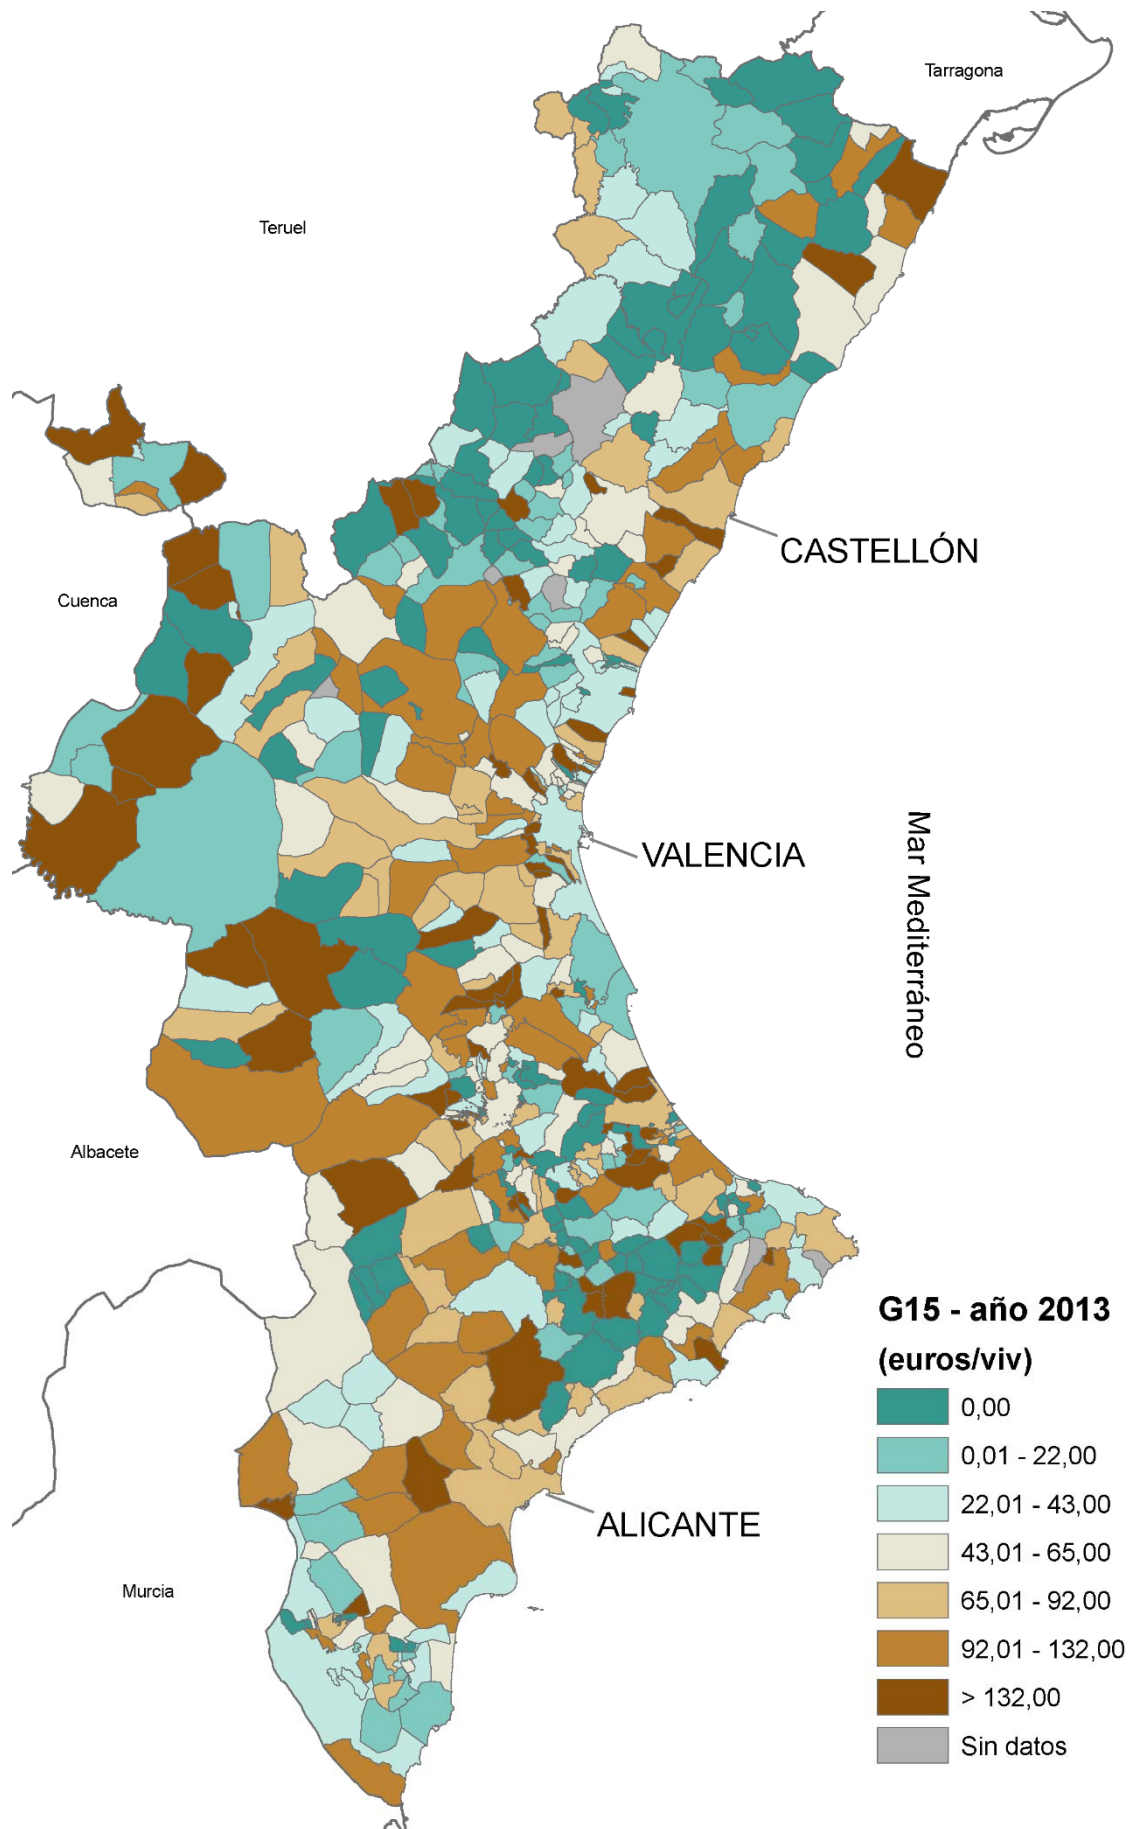 Tarragona
Teruel
CASTELLÓN
Cuenca
VALENCIA
Mar Mediterráneo
Albacete
ALICANTE
Murcia
G15 - año 2013
(euros/viv)
0,00
0,01 - 22,00
22,01 - 43,00
43,01 - 65,00
65,01 - 92,00
92,01 - 132,00
> 132,00
Sin datos